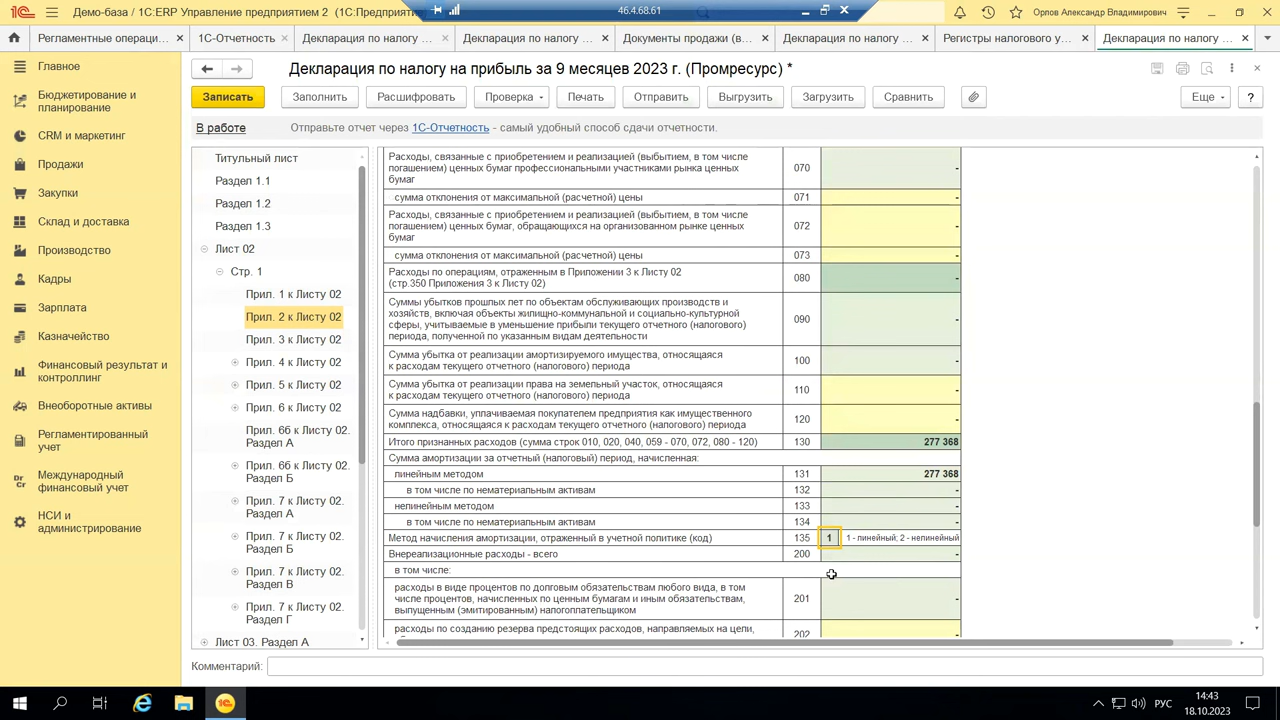 Демо-база / 1С:ERP Управление предприятием 2 (1С:Предприятие
46.4.68.61
Орлов Александр Владимирович
Регламентные операци...
1С-Отчетность
Декларация по налогу ...
Декларация по налогу ...
Документы продажи (в...
Декларация по налогу ...
Регистры налогового у...
Декларация по налогу ...
Декларация по налогу на прибыль за 9 месяцев 2023 г. (Промресурс) *
Записать
Заполнить
Расшифровать
Проверка
Печать
Отправить
Выгрузить
Загрузить
Сравнить
Еще
?
В работе
Отправьте отчет через 1С-Отчетность - самый удобный способ сдачи отчетности.
Главное
Бюджетирование и
планирование
CRM и маркетинг
Продажи
Закупки
Склад и доставка
Производство
Кадры
Зарплата
Казначейство
Финансовый результат и
контроллинг
Внеоборотные активы
Регламентированный
учет
Международный
финансовый учет
НСИ и
администрирование
Титульный лист
Раздел 1.1
Раздел 1.2
Раздел 1.3
Лист 02
Стр. 1
Прил. 1 к Листу 02
Прил. 2 к Листу 02
Прил. 3 к Листу 02
Прил. 4 к Листу 02
Прил. 5 к Листу 02
Прил. 6 к Листу 02
Прил. 6б к Листу 02.
Раздел А
Прил. 6б к Листу 02.
Раздел Б
Прил. 7 к Листу 02.
Раздел А
Прил. 7 к Листу 02.
Раздел Б
Прил. 7 к Листу 02.
Раздел В
Прил. 7 к Листу 02.
Раздел Г
Лист 03. Раздел А
Расходы, связанные с приобретением и реализацией (выбытием, в том числе
погашением) ценных бумаг профессиональными участниками рынка ценных
бумаг
070 -
сумма отклонения от максимальной (расчетной) цены 071 -
Расходы, связанные с приобретением и реализацией (выбытием, в том числе
погашением) ценных бумаг, обращающихся на организованном рынке ценных
бумаг
072 -
сумма отклонения от максимальной (расчетной) цены 073 -
Расходы по операциям, отраженным в Приложении 3 к Листу 02
(стр.350 Приложения 3 к Листу 02)
080 -
Суммы убытков прошлых лет по объектам обслуживающих производств и
хозяйств, включая объекты жилищно-коммунальной и социально-культурной
сферы, учитываемые в уменьшение прибыли текущего отчетного (налогового)
периода, полученной по указанным видам деятельности
090 -
Сумма убытка от реализации амортизируемого имущества, относящаяся
к расходам текущего отчетного (налогового) периода
100 -
Сумма убытка от реализации права на земельный участок, относящаяся
к расходам текущего отчетного (налогового) периода
110 -
Сумма надбавки, уплачиваемая покупателем предприятия как имущественного
комплекса, относящаяся к расходам текущего отчетного (налогового) периода
120 -
Итого признанных расходов (сумма строк 010, 020, 040, 059 - 070, 072, 080 - 120) 130 277 368
Сумма амортизации за отчетный (налоговый) период, начисленная:
линейным методом 131 277 368
в том числе по нематериальным активам 132 -
нелинейным методом 133 -
в том числе по нематериальным активам 134 -
Метод начисления амортизации, отраженный в учетной политике (код) 135 1 1 - линейный; 2 - нелинейный
Внереализационные расходы - всего 200 -
в том числе:
расходы в виде процентов по долговым обязательствам любого вида, в том
числе процентов, начисленных по ценным бумагам и иным обязательствам,
выпущенным (эмитированным) налогоплательщиком
201 -
расходы по созданию резерва предстоящих расходов, направляемых на цели, 202 -
Комментарий:
РУС
14:43
18.10.2023